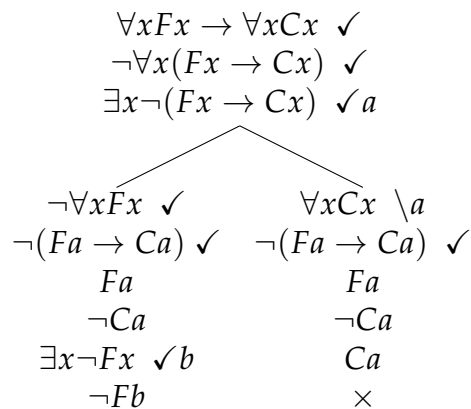 ∀xFx → ∀xCx ✓
¬∀x(Fx → Cx) ✓
∃x¬(Fx → Cx) ✓a
¬∀xFx ✓
¬(Fa → Ca) ✓
Fa
¬Ca
∃x¬Fx ✓b
¬Fb
∀xCx \a
¬(Fa → Ca) ✓
Fa
¬Ca
Ca
×